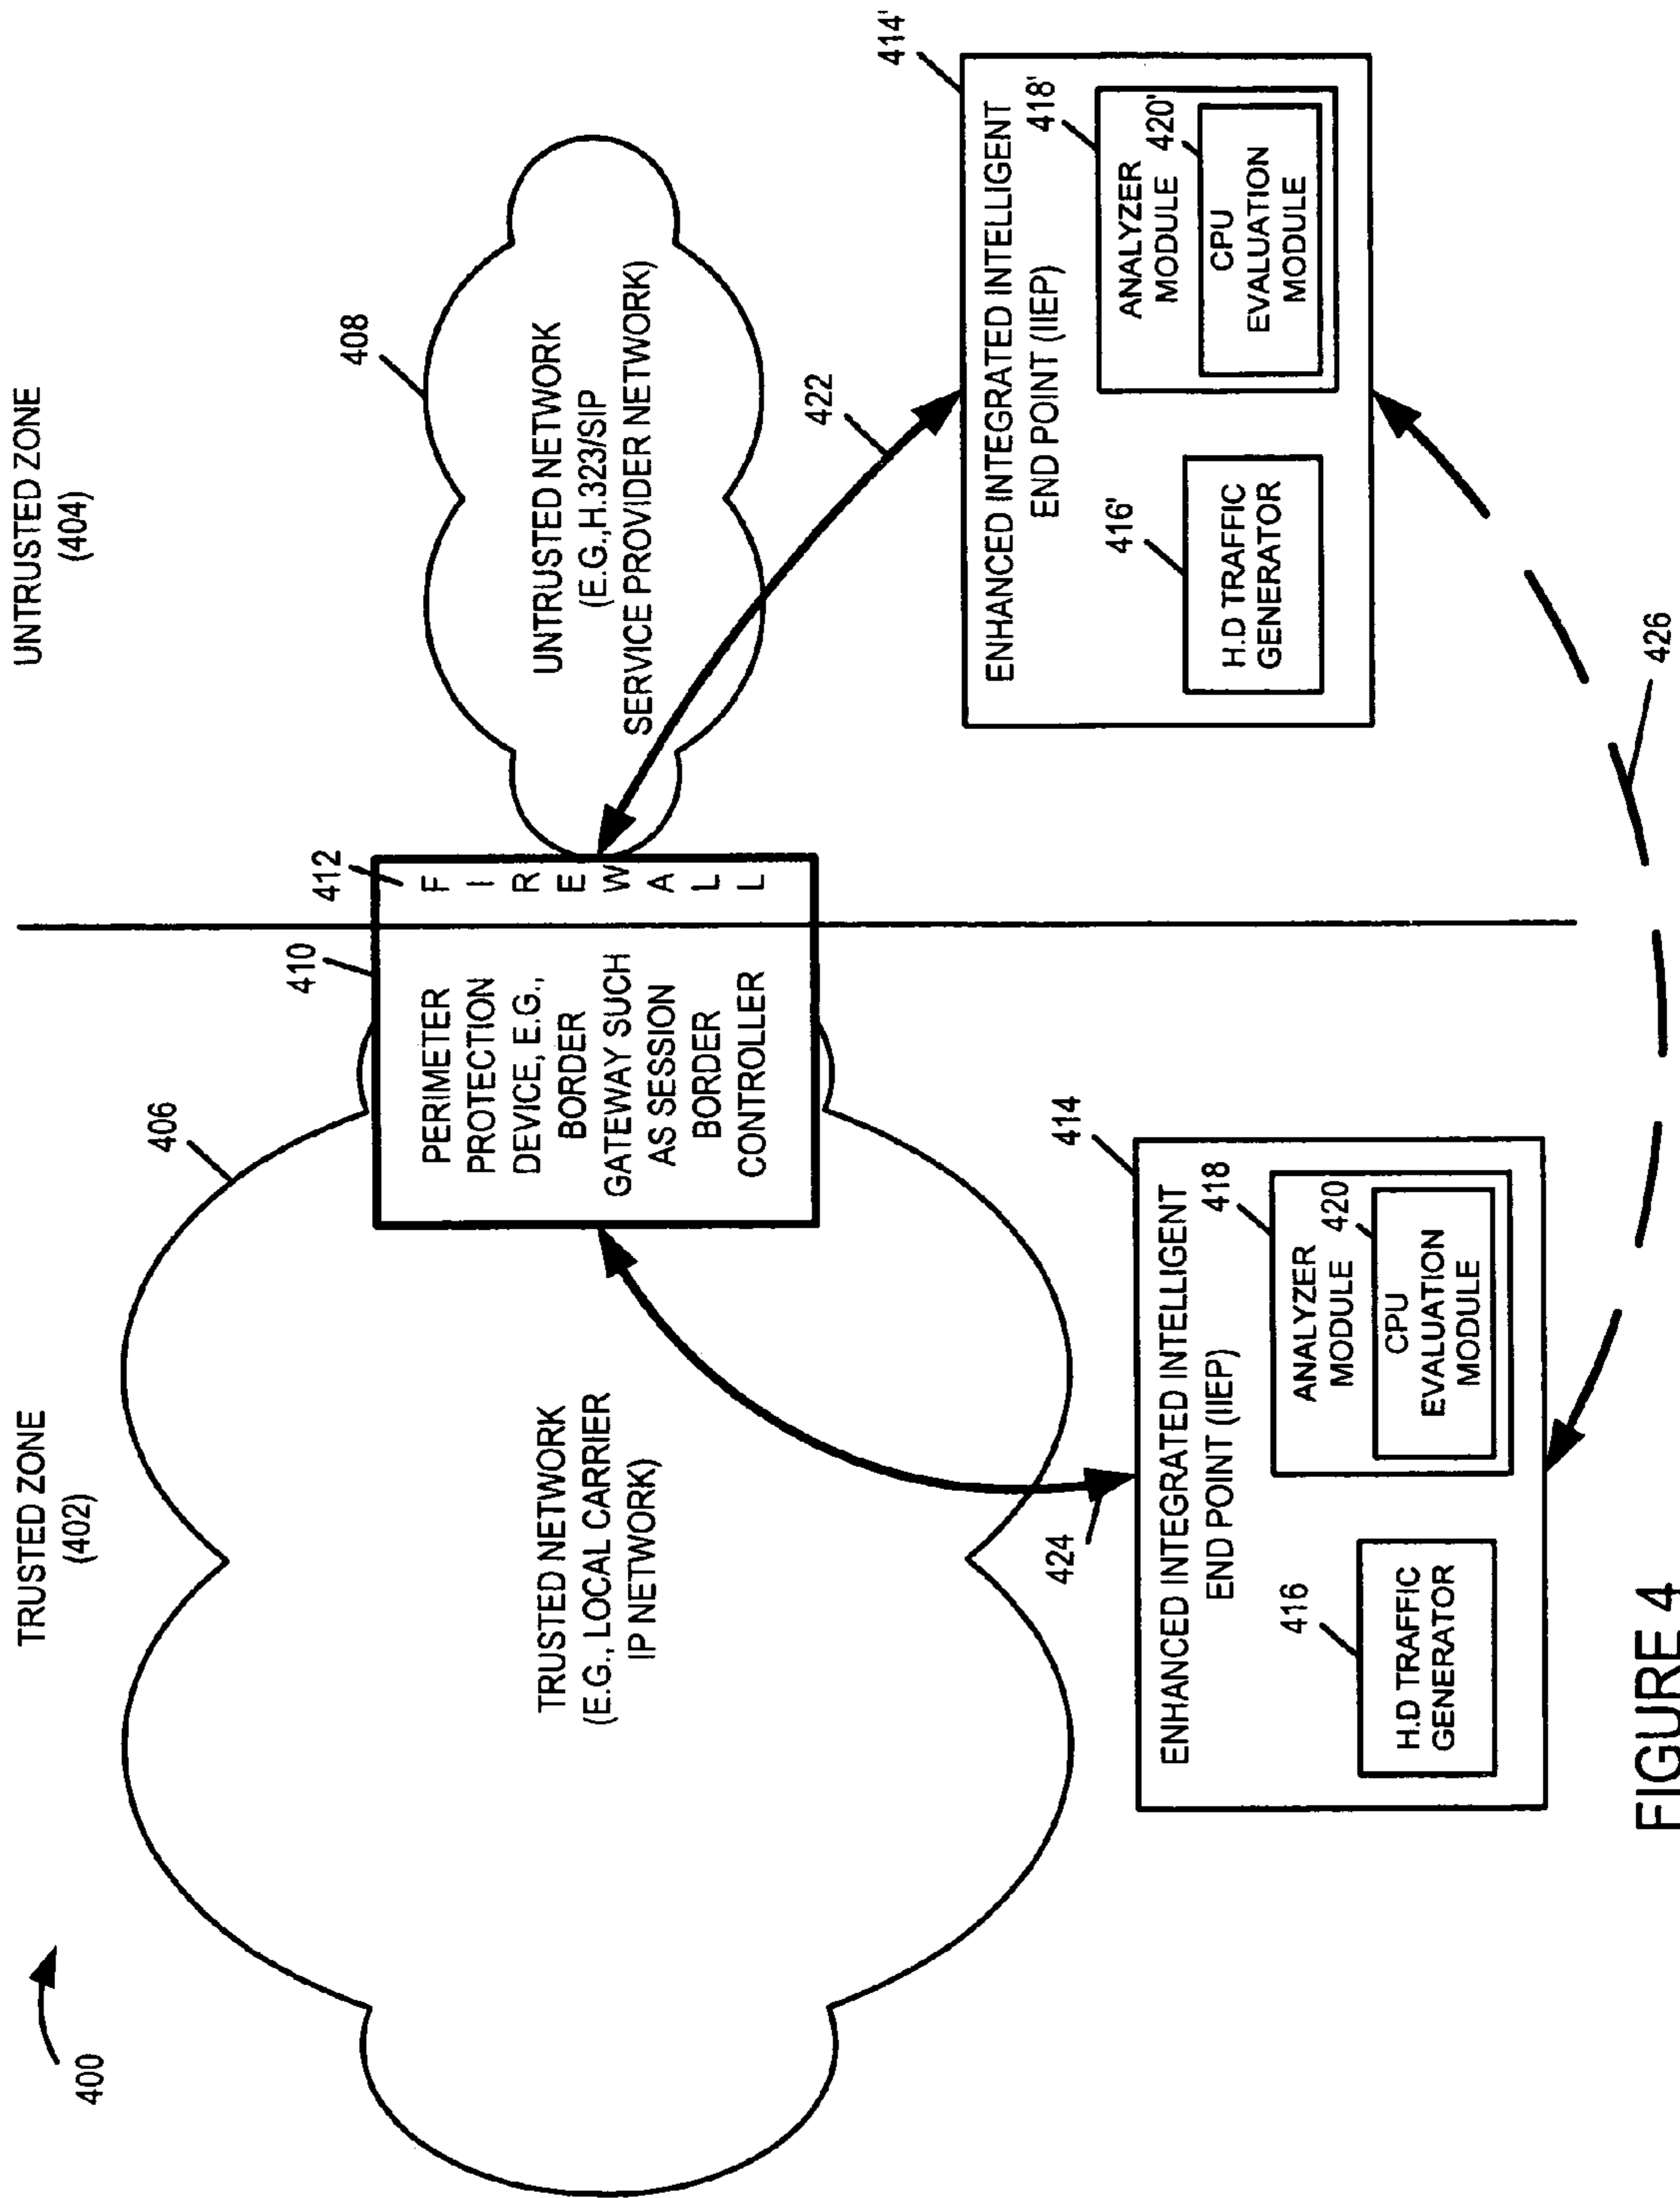 400
TRUSTED ZONE
(402)
UNTRUSTED ZONE
(404)
406
TRUSTED NETWORK
(E.G., LOCAL CARRIER
IP NETWORK)
410
PERIMETER
PROTECTION
DEVICE, E.G.,
BORDER
GATEWAY SUCH
AS SESSION
BORDER
CONTROLLER
412
F
I
R
E
W
A
L
L
408
UNTRUSTED NETWORK
(E.G.,H.323/SIP
SERVICE PROVIDER NETWORK)
422
424
414
ENHANCED INTEGRATED INTELLIGENT
END POINT (IIEP)
416
H.D TRAFFIC
GENERATOR
418
ANALYZER
MODULE
420
CPU
EVALUATION
MODULE
414'
ENHANCED INTEGRATED INTELLIGENT
END POINT (IIEP)
416'
H.D TRAFFIC
GENERATOR
418'
ANALYZER
MODULE
420'
CPU
EVALUATION
MODULE
426
FIGURE 4